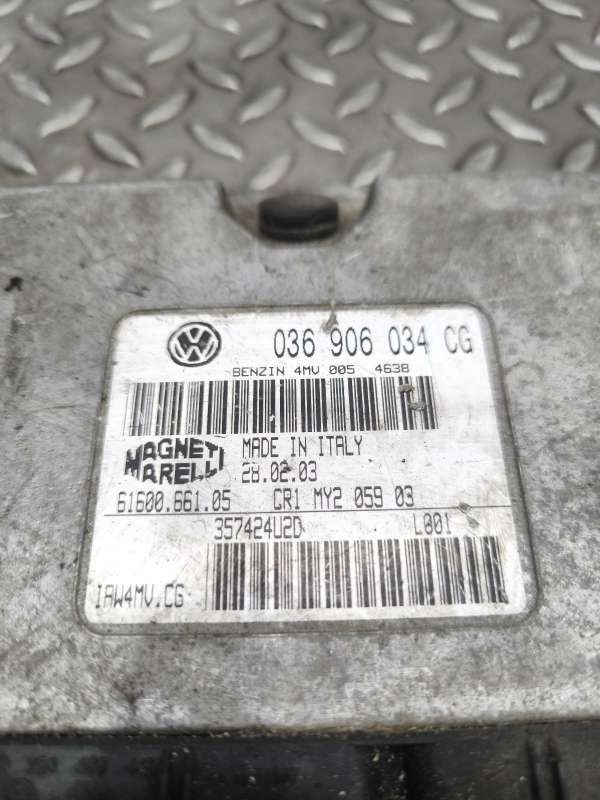 036 906 034 CG
BENZIN 4MV 005 4638
MAGNETI MARELLI
MADE IN ITALY
28.02.03
61600.661.05 CR1 MY2 059 03
357424U2D L001
IAW4MV.CG